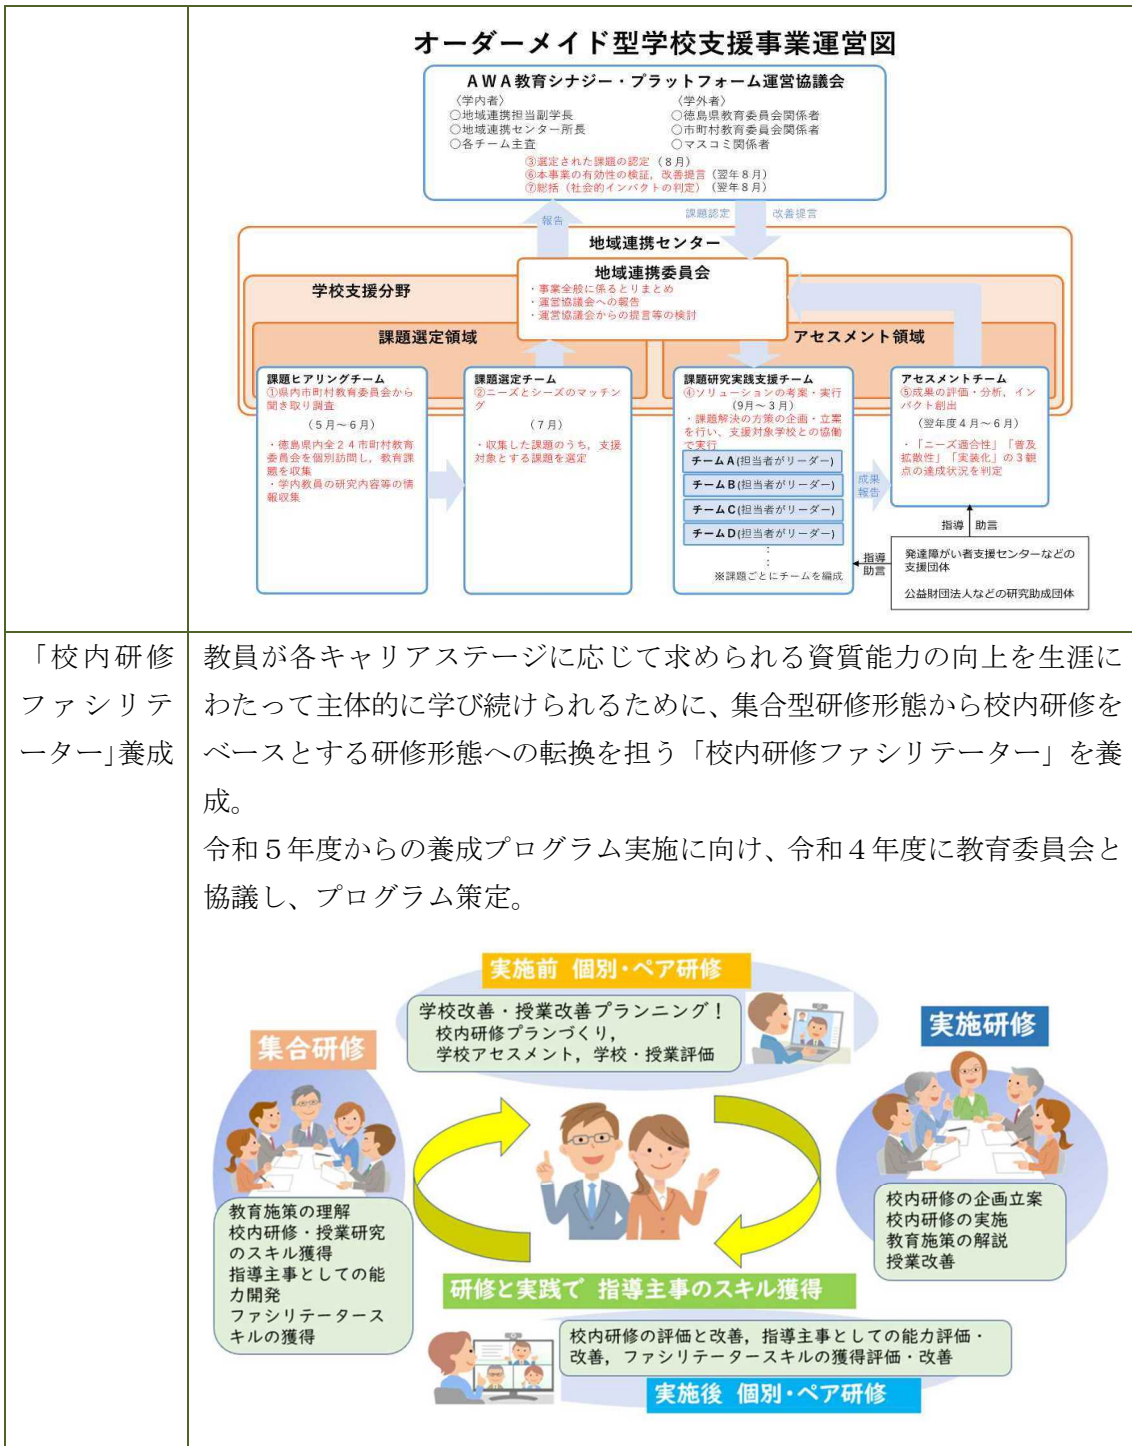 オーダーメイド型学校支援事業運営図
AWA教育シナジー・プラットフォーム運営協議会
〈学内者〉
○地域連携担当副学長
○地域連携センター所長
○各チーム主査
〈学外者〉
○徳島県教育委員会関係者
○市町村教育委員会関係者
○マスコミ関係者
③選定された課題の認定（8月）
⑥本事業の有効性の検証，改善提言（翌年8月）
⑦総括（社会的インパクトの判定）（翌年8月）
報告
課題認定
改善提言
地域連携センター
地域連携委員会
・事業全般に係るとりまとめ
・運営協議会への報告
・運営協議会からの提言等の検討
学校支援分野
課題選定領域
アセスメント領域
課題ヒアリングチーム
①県内市町村教育委員会から
聞き取り調査
（5月～6月）
・徳島県内全24市町村教育
委員会を個別訪問し，教育課
題を収集
・学内教員の研究内容等の情
報収集
課題選定チーム
②ニーズとシーズのマッチン
グ
（7月）
・収集した課題のうち，支援
対象とする課題を選定
課題研究実践支援チーム
④ソリューションの考案・実行
（9月～3月）
・課題解決の方策の企画・立案
を行い、支援対象学校との協働
で実行
チームA(担当者がリーダー)
チームB(担当者がリーダー)
チームC(担当者がリーダー)
チームD(担当者がリーダー)
：
：
※課題ごとにチームを編成
成果
報告
アセスメントチーム
⑤成果の評価・分析，イン
パクト創出
（翌年度4月～6月）
・「ニーズ適合性」「普及
拡散性」「実装化」の3観
点の達成状況を判定
指導
助言
指導
助言
発達障がい者支援センターなどの
支援団体
公益財団法人などの研究助成団体
「校内研修
ファシリテ
ーター」養成
教員が各キャリアステージに応じて求められる資質能力の向上を生涯に
わたって主体的に学び続けられるために、集合型研修形態から校内研修を
ベースとする研修形態への転換を担う「校内研修ファシリテーター」を養
成。
令和５年度からの養成プログラム実施に向け、令和４年度に教育委員会と
協議し、プログラム策定。
実施前 個別・ペア研修
学校改善・授業改善プランニング！
校内研修プランづくり，
学校アセスメント，学校・授業評価
集合研修
教育施策の理解
校内研修・授業研究
のスキル獲得
指導主事としての能
力開発
ファシリテータース
キルの獲得
実施研修
校内研修の企画立案
校内研修の実施
教育施策の解説
授業改善
研修と実践で 指導主事のスキル獲得
校内研修の評価と改善，指導主事としての能力評価・
改善，ファシリテータースキルの獲得評価・改善
実施後 個別・ペア研修